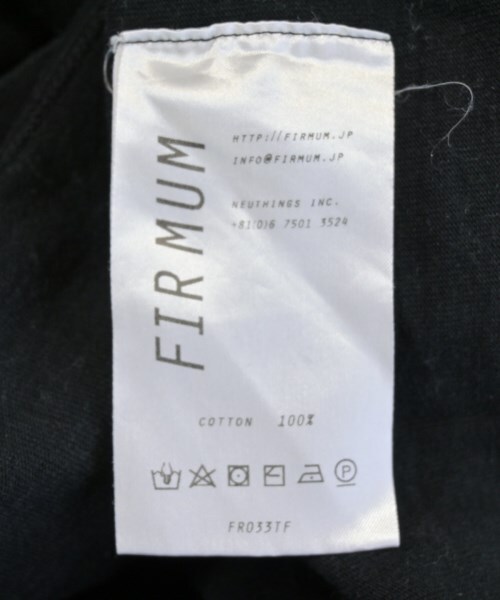 FIRMUM
HTTP://FIRMUM.JP
INFO@FIRMUM.JP
NEUTHINGS INC.
+81(0)6 7501 3524
COTTON 100%
P
FR033TF